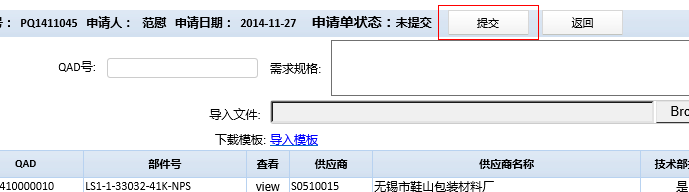 号： PQ1411045 申请人： 范慰 申请日期： 2014-11-27 申请单状态：未提交 提交 返回
QAD号: 需求规格:
导入文件: Bro
下载模板: 导入模板
QAD 部件号 查看 供应商 供应商名称 技术部
410000010 LS1-1-33032-41K-NPS view S0510015 无锡市鞋山包装材料厂 是